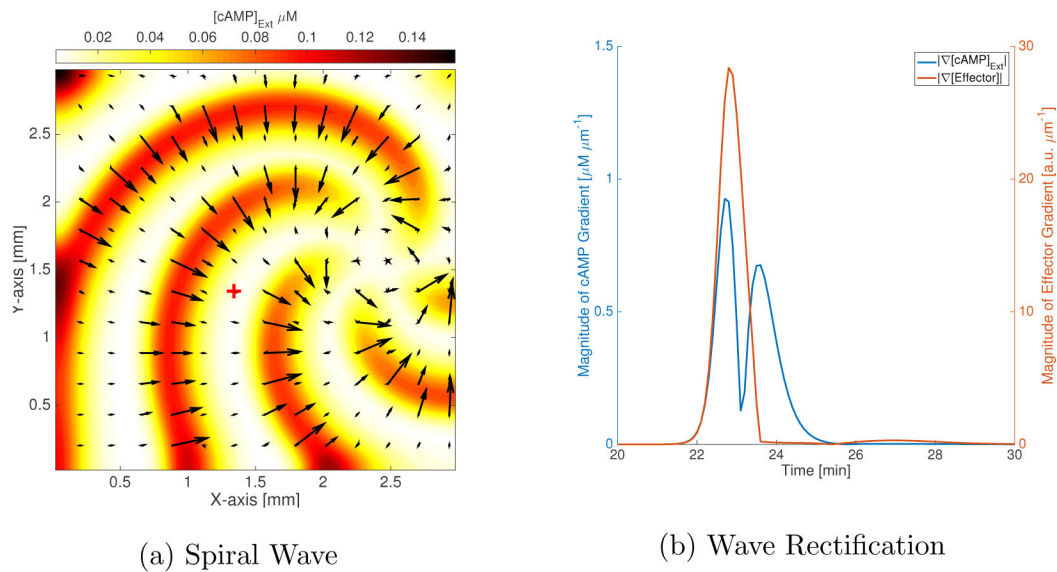 [cAMP]Ext μM
0.02 0.04 0.06 0.08 0.1 0.12 0.14
2.5
2
1.5
1
0.5
Y-axis [mm]
0.5 1 1.5 2 2.5
X-axis [mm]
(a) Spiral Wave
1.5
1
0.5
0
Magnitude of cAMP Gradient [μM μm-1]
|∇[cAMP]Ext|
|∇[Effector]|
30
20
10
0
Magnitude of Effector Gradient [a.u. μm-1]
20 22 24 26 28 30
Time [min]
(b) Wave Rectification